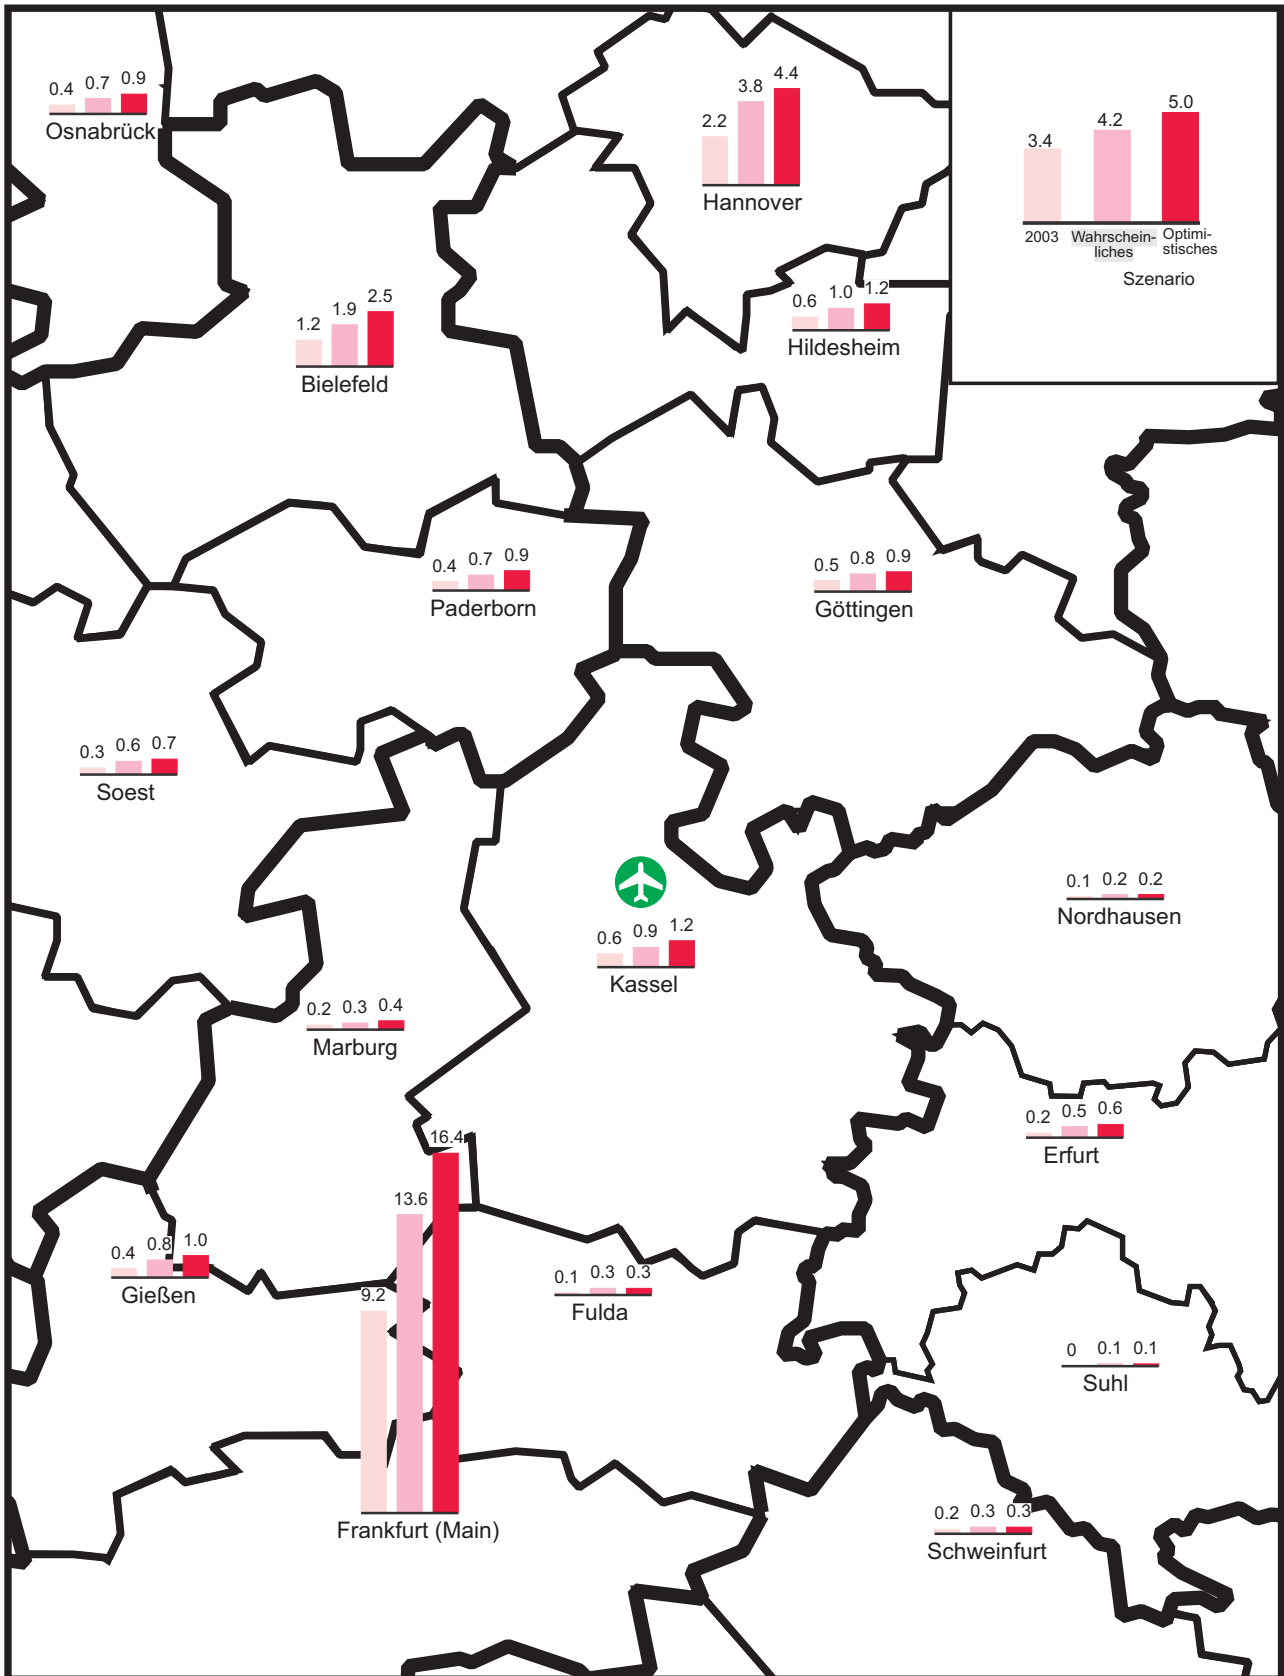 0.4 0.7 0.9
Osnabrück
2.2 3.8 4.4
Hannover
3.4 4.2 5.0
2003 Wahrschein- Optimi-
liches stisches
Szenario
1.2 1.9 2.5
Bielefeld
0.6 1.0 1.2
Hildesheim
0.4 0.7 0.9
Paderborn
0.5 0.8 0.9
Göttingen
0.3 0.6 0.7
Soest
0.6 0.9 1.2
Kassel
0.1 0.2 0.2
Nordhausen
0.2 0.3 0.4
Marburg
0.2 0.5 0.6
Erfurt
0.4 0.8 1.0
Gießen
9.2 13.6 16.4
Frankfurt (Main)
0.1 0.3 0.3
Fulda
0 0.1 0.1
Suhl
0.2 0.3 0.3
Schweinfurt